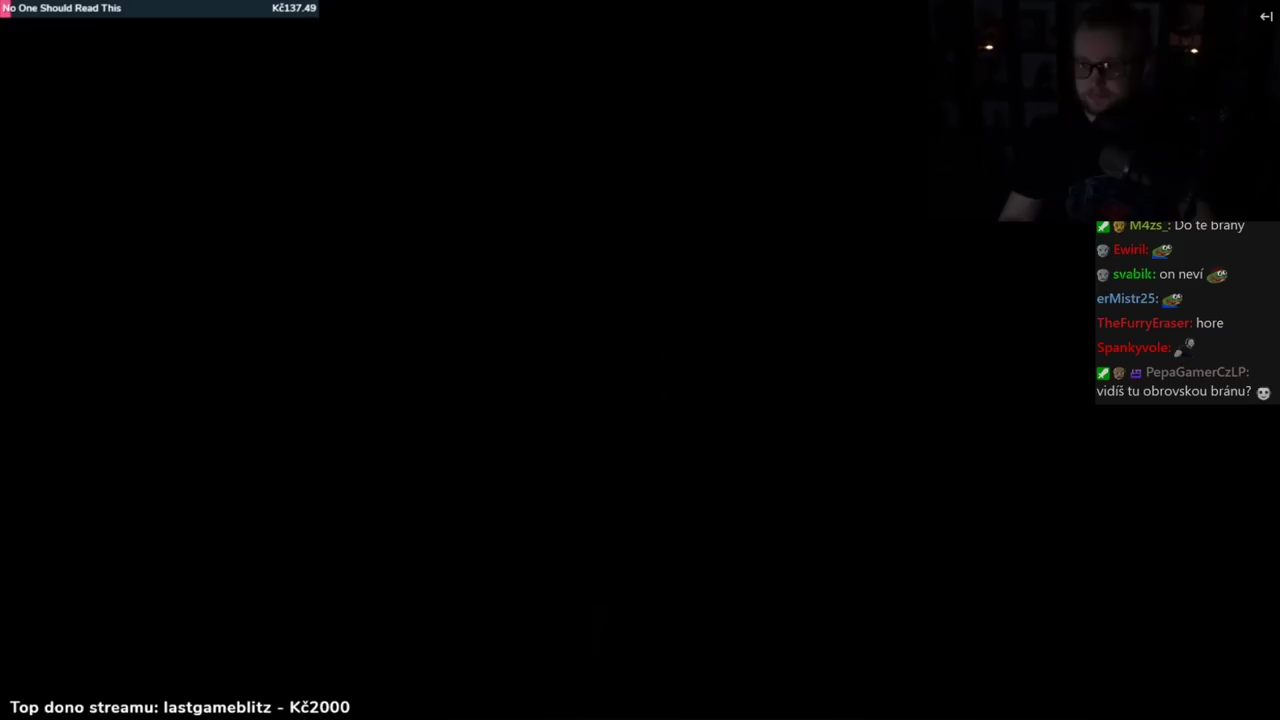 No One Should Read This Kč137.49
M4zs_: Do te brany
Ewiril:
svabik: on neví
erMistr25:
TheFurryEraser: hore
Spankyvole:
PepaGamerCzLP:
vidíš tu obrovskou bránu?
Top dono streamu: lastgameblitz - Kč2000